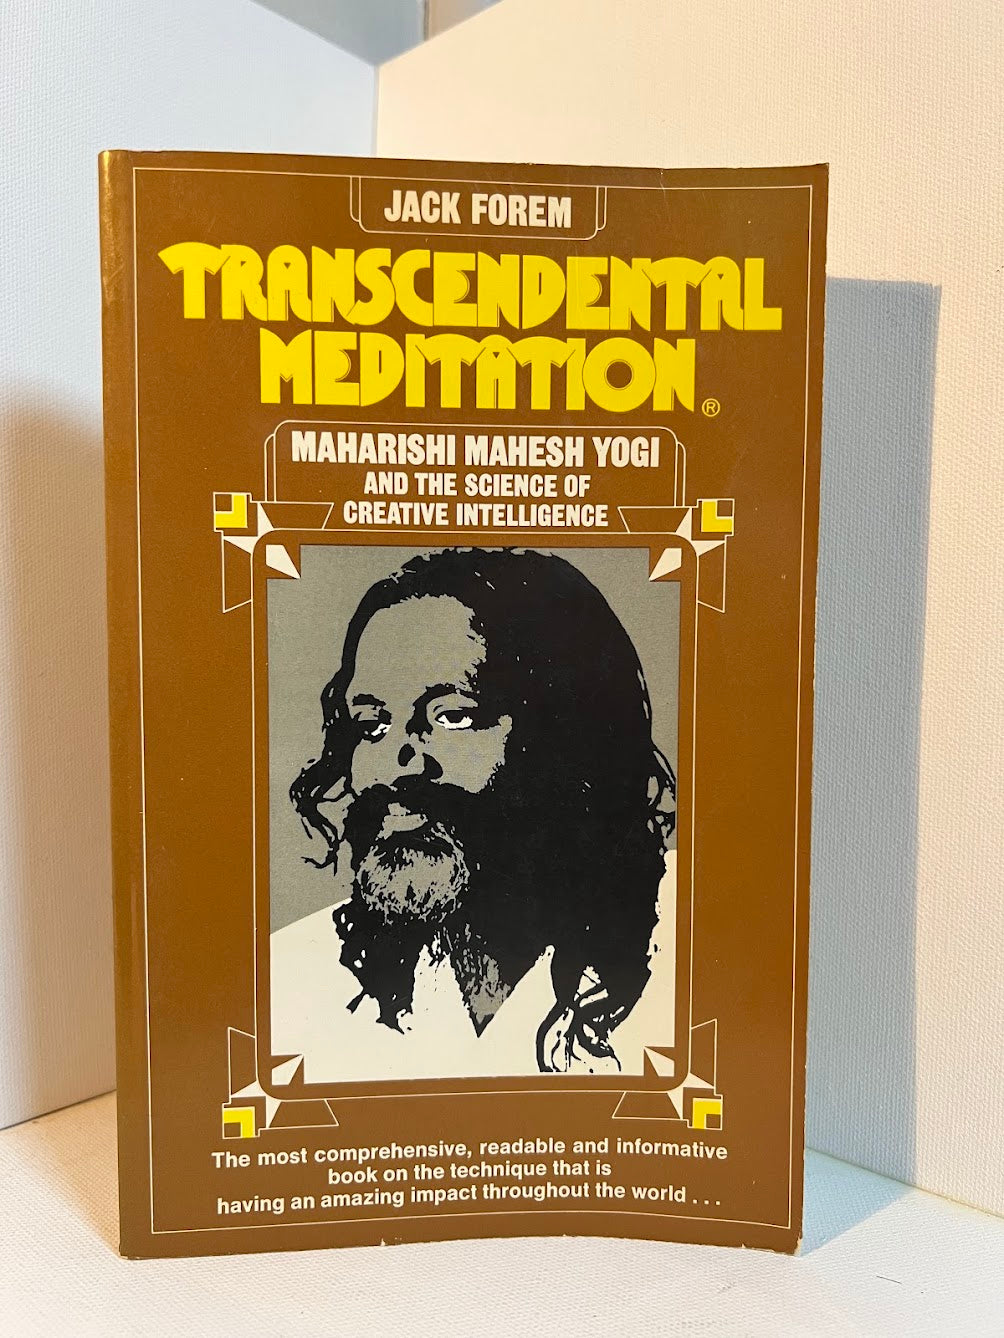 JACK FOREM
TRANSCENDENTAL
MEDITATION®
MAHARISHI MAHESH YOGI
AND THE SCIENCE OF
CREATIVE INTELLIGENCE
The most comprehensive, readable and informative
book on the technique that is
having an amazing impact throughout the world . . .